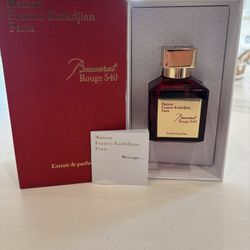 Maison
Francis Kurkdjian
Paris
Baccarat
Rouge 540
Extrait de parfum
Maison
Francis Kurkdjian
Paris
Baccarat
Rouge 540
Extrait de parfum
Maison
Francis Kurkdjian
Paris
Message...